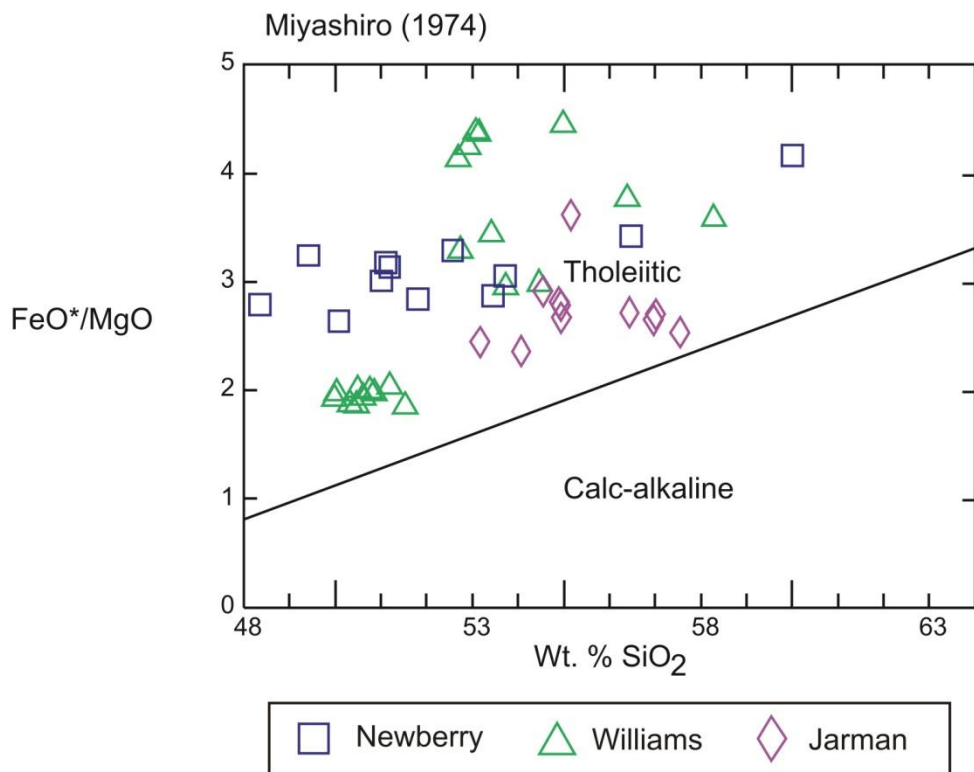 Miyashiro (1974)
5
4
3
2
1
0
FeO*/MgO
Tholeiitic
Calc-alkaline
48 53 58 63
Wt. % SiO2
Newberry Williams Jarman